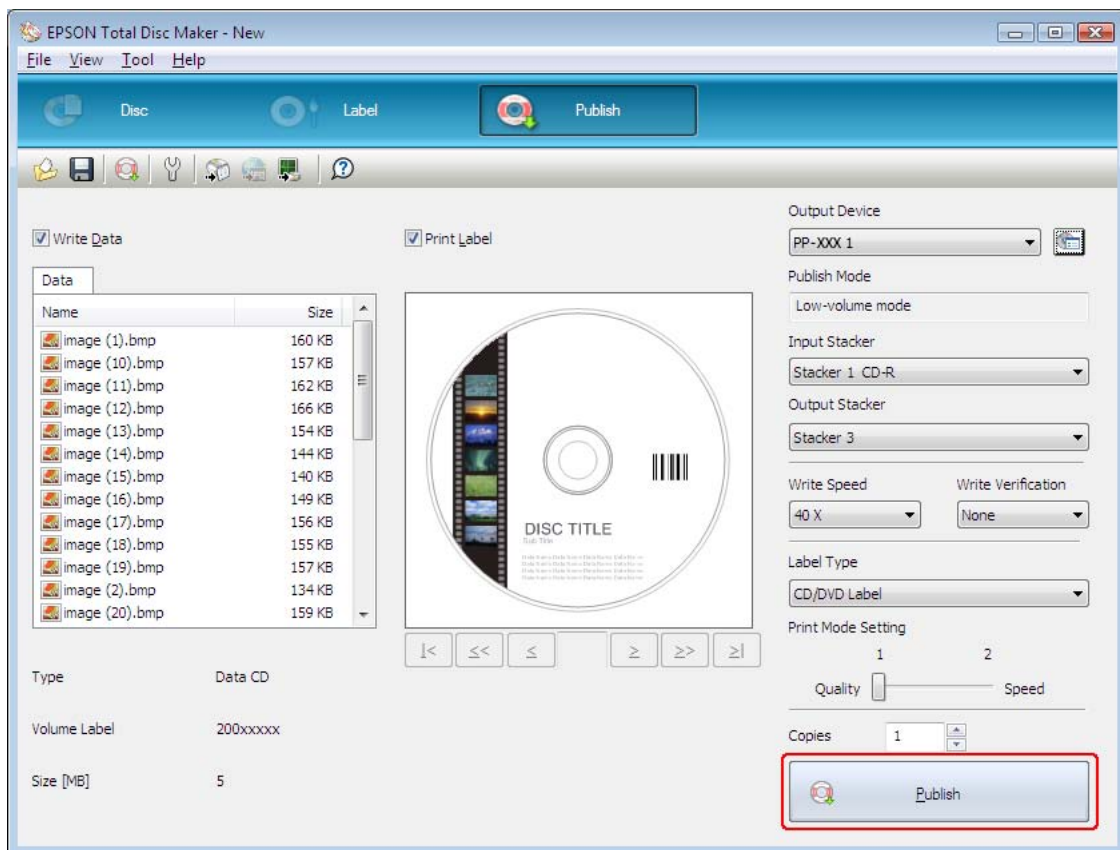 EPSON Total Disc Maker - New
File View Tool Help
Disc Label Publish
Write Data
Print Label
Data
Name Size
image (1).bmp 160 KB
image (10).bmp 157 KB
image (11).bmp 162 KB
image (12).bmp 166 KB
image (13).bmp 154 KB
image (14).bmp 144 KB
image (15).bmp 140 KB
image (16).bmp 149 KB
image (17).bmp 156 KB
image (18).bmp 155 KB
image (19).bmp 157 KB
image (2).bmp 134 KB
image (20).bmp 159 KB
Type Data CD
Volume Label 200xxxxx
Size [MB] 5
DISC TITLE
Sub Title
|< << < > >> >|
Output Device
PP-XXX 1
Publish Mode
Low-volume mode
Input Stacker
Stacker 1 CD-R
Output Stacker
Stacker 3
Write Speed Write Verification
40 X None
Label Type
CD/DVD Label
Print Mode Setting
1 2
Quality Speed
Copies 1
Publish